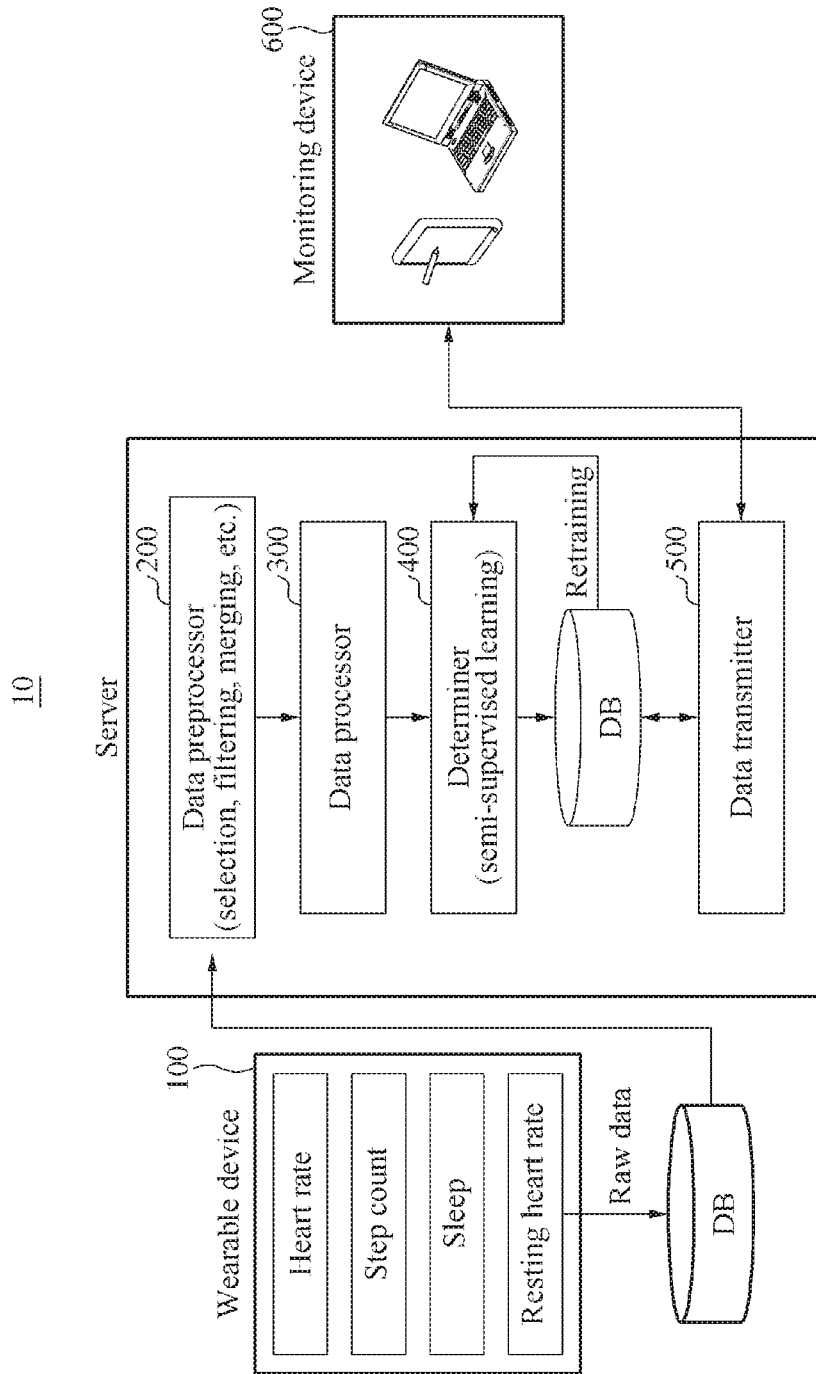 10
Wearable device
100
Heart rate
Step count
Sleep
Resting heart rate
Raw data
DB
Server
200
Data preprocessor
(selection, filtering, merging, etc.)
300
Data processor
400
Determiner
(semi-supervised learning)
Retraining
DB
500
Data transmitter
Monitoring device
600